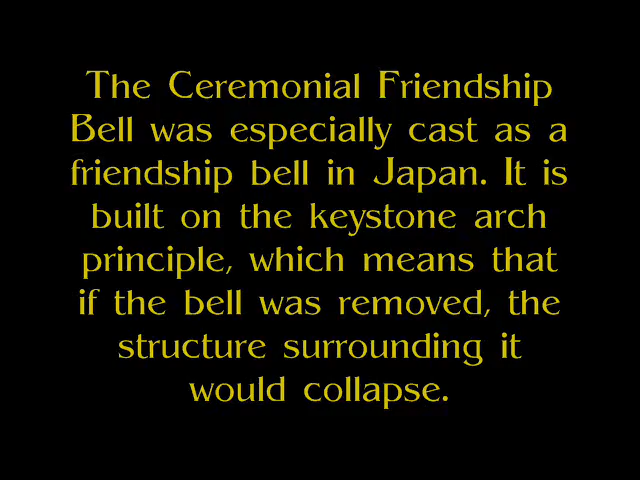 The Ceremonial Friendship
Bell was especially cast as a
friendship bell in Japan. It is
built on the keystone arch
principle, which means that
if the bell was removed, the
structure surrounding it
would collapse.